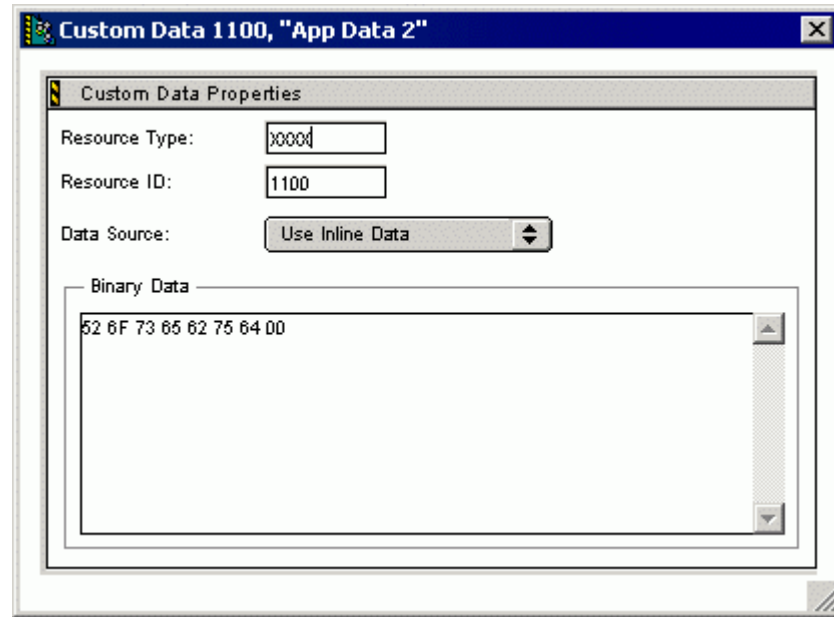 Custom Data 1100, "App Data 2"
Custom Data Properties
Resource Type: XXXX
Resource ID: 1100
Data Source: Use Inline Data
Binary Data
52 6F 73 65 62 75 64 00